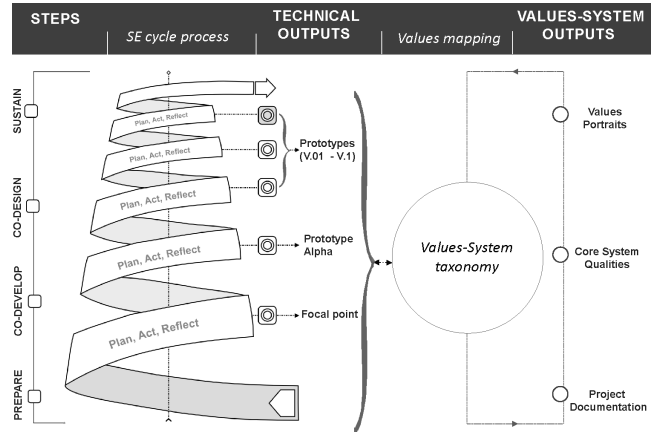 STEPS
SE cycle process
TECHNICAL
OUTPUTS
Values mapping
VALUES-SYSTEM
OUTPUTS
SUSTAIN
CO-DESIGN
CO-DEVELOP
PREPARE
Plan, Act, Reflect
Plan, Act, Reflect
Plan, Act, Reflect
Plan, Act, Reflect
Plan, Act, Reflect
Prototypes
(V.01 - V.1)
Prototype
Alpha
Focal point
Values-System
taxonomy
Values
Portraits
Core System
Qualities
Project
Documentation